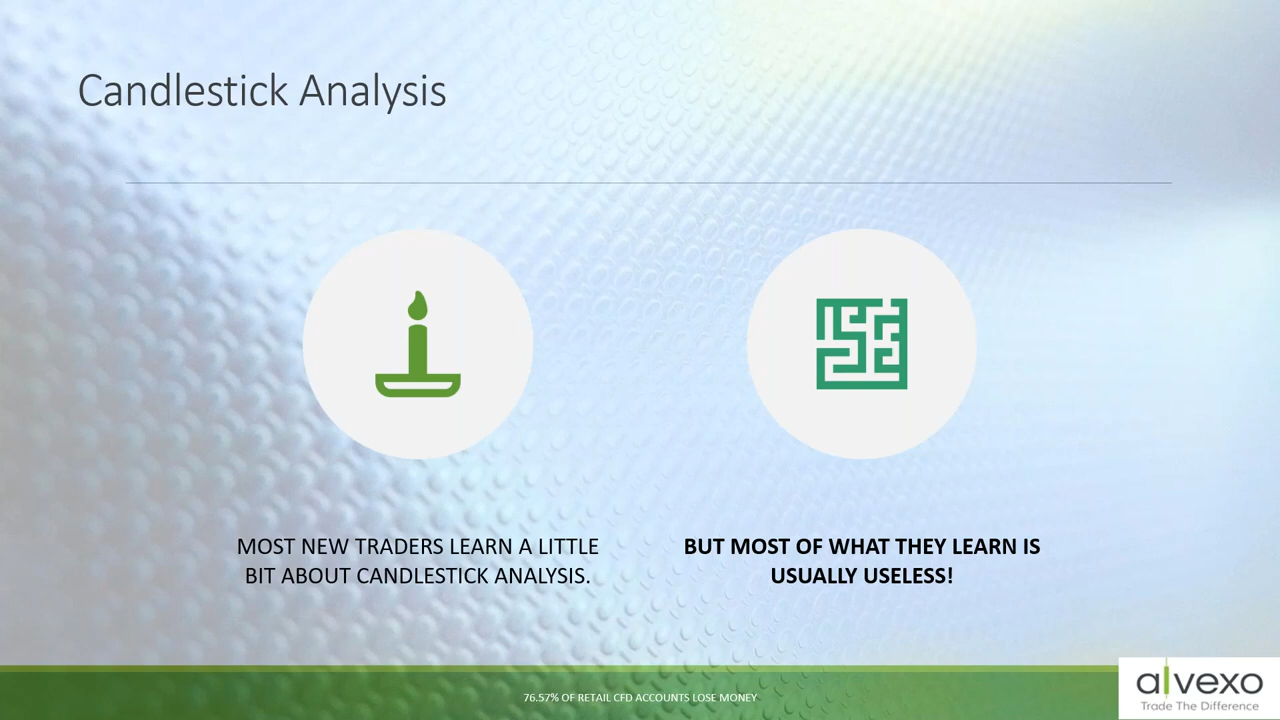 Candlestick Analysis
MOST NEW TRADERS LEARN A LITTLE
BIT ABOUT CANDLESTICK ANALYSIS.
BUT MOST OF WHAT THEY LEARN IS
USUALLY USELESS!
76.57% OF RETAIL CFD ACCOUNTS LOSE MONEY
alvexo
Trade The Difference